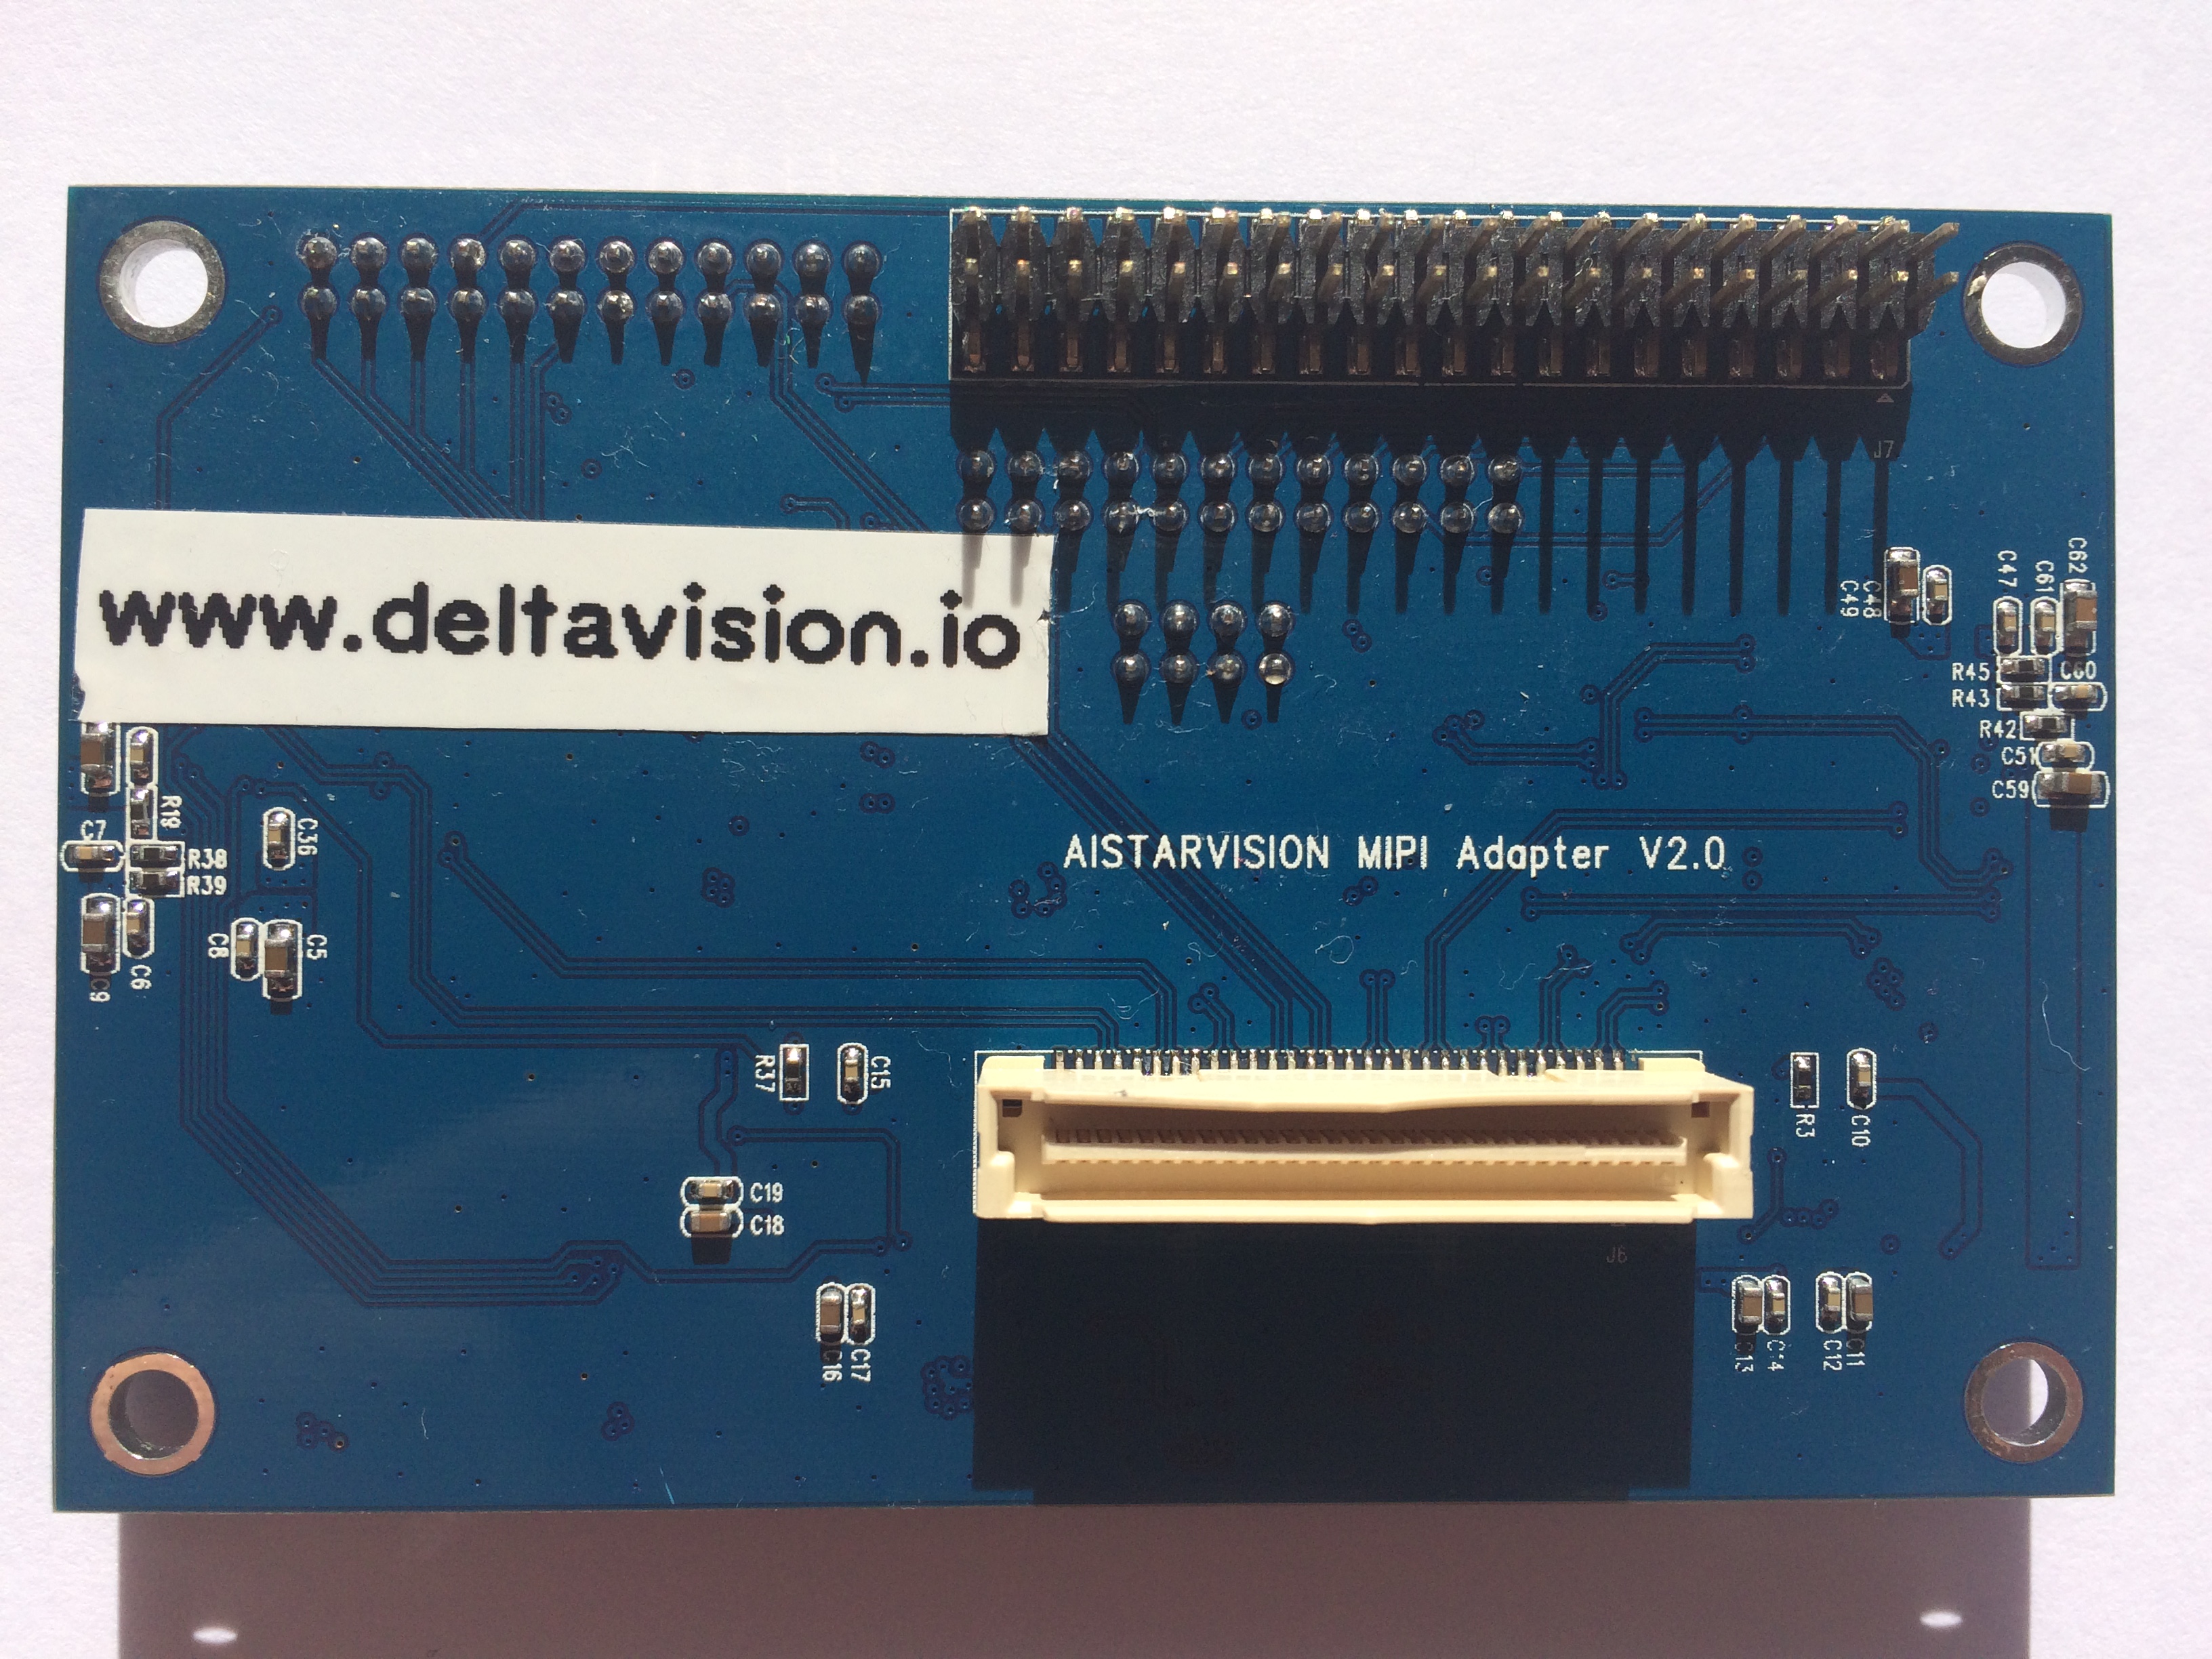 www.deltavision.io
AISTARVISION MIPI Adapter V2.0
C9
C7
C6
R19
R39
R38
C8
C5
C36
C18
C19
R37
C16
C17
C15
J6
C13
C14
R3
C12
C11
C10
C49
C48
J7
R43
R45
R42
C59
C47
C61
C60
C62